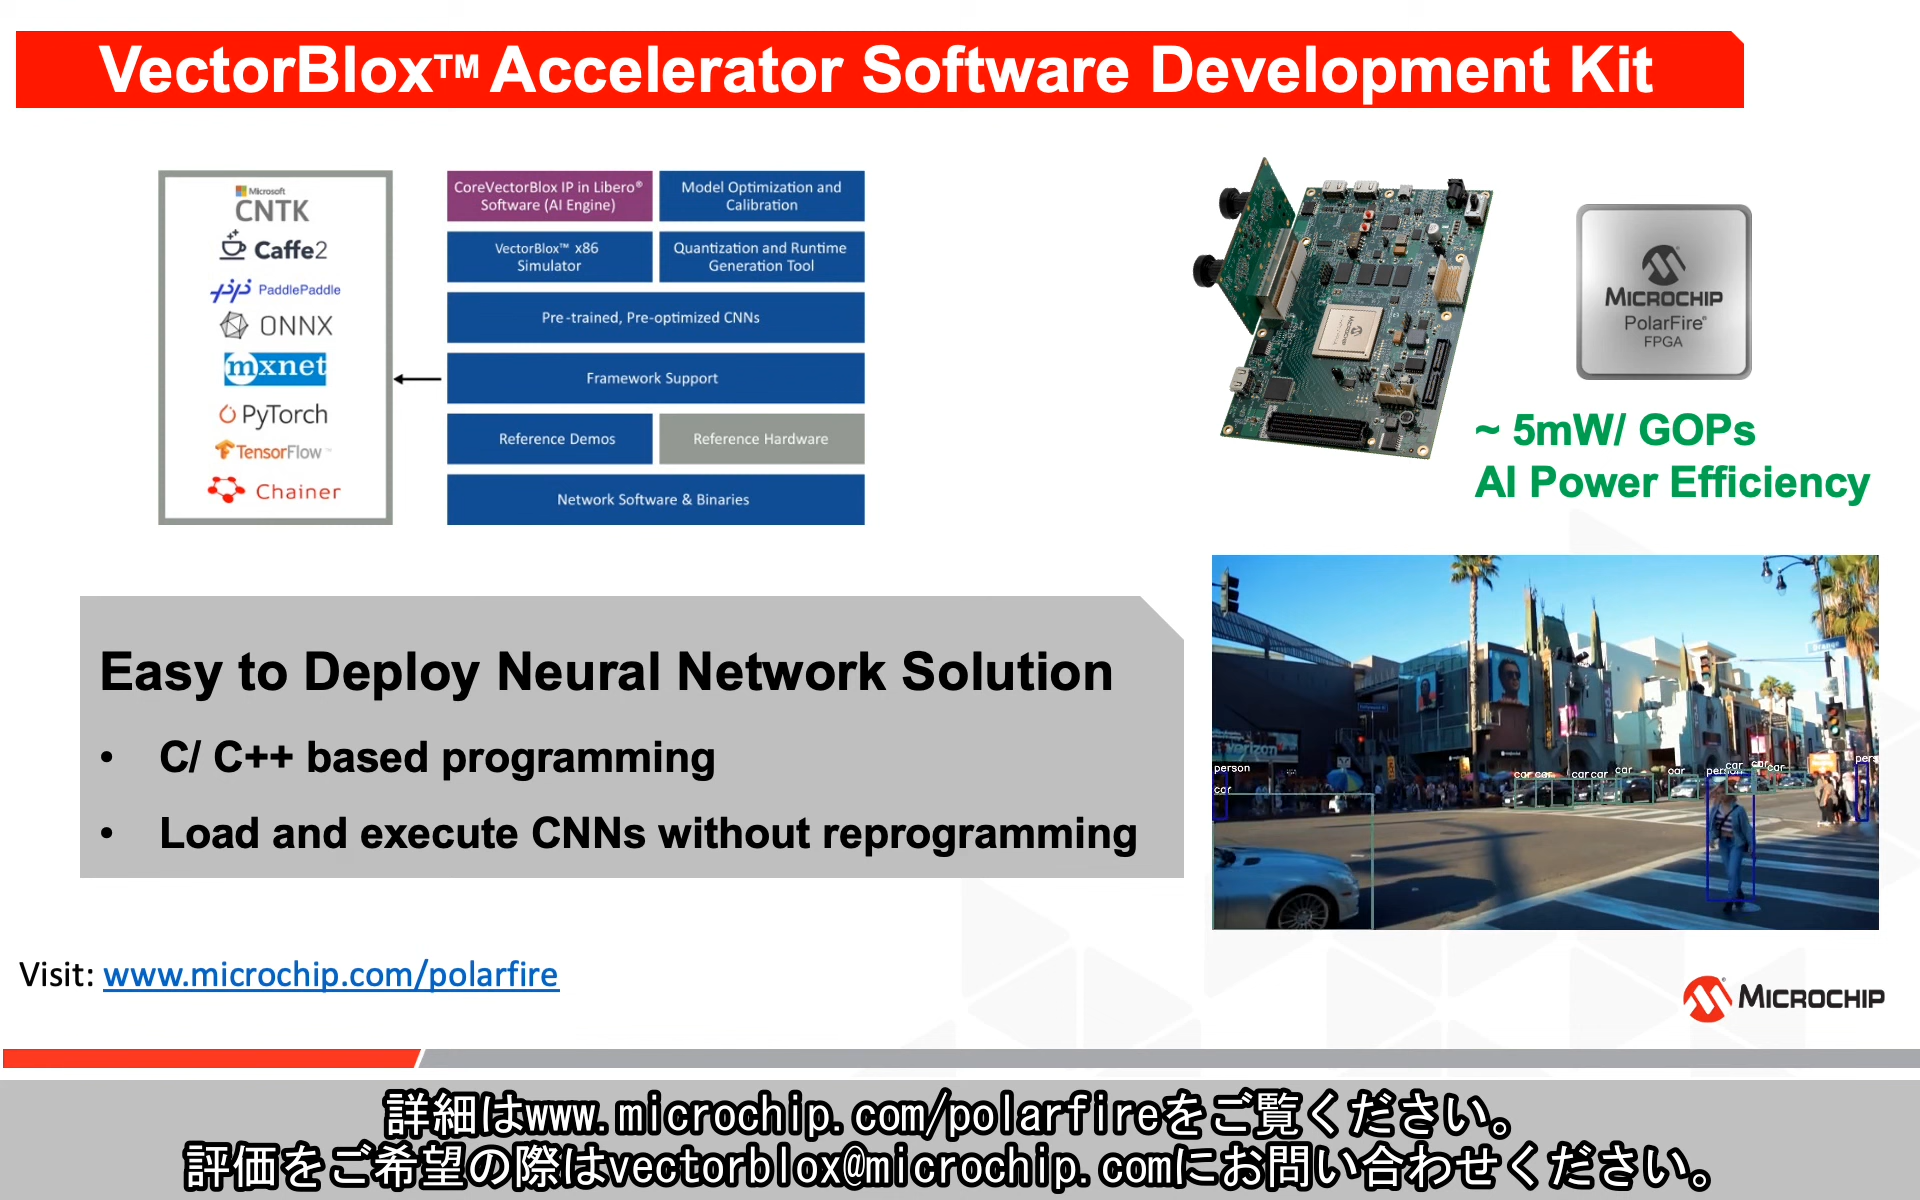 VectorBlox™ Accelerator Software Development Kit
Microsoft
CNTK
Caffe2
PaddlePaddle
ONNX
mxnet
PyTorch
TensorFlow™
Chainer
CoreVectorBlox IP in Libero®
Software (AI Engine)
Model Optimization and
Calibration
VectorBlox™ x86
Simulator
Quantization and Runtime
Generation Tool
Pre-trained, Pre-optimized CNNs
Framework Support
Reference Demos
Reference Hardware
Network Software & Binaries
MICROCHIP
PolarFire®
FPGA
~ 5mW/ GOPs
AI Power Efficiency
Easy to Deploy Neural Network Solution
• C/ C++ based programming
• Load and execute CNNs without reprogramming
verizon
person
car
car car
car car
car
car
person
car
car
car
pers
Visit: www.microchip.com/polarfire
MICROCHIP
詳細はwww.microchip.com/polarfireをご覧ください。
評価をご希望の際はvectorblox@microchip.comにお問い合わせください。